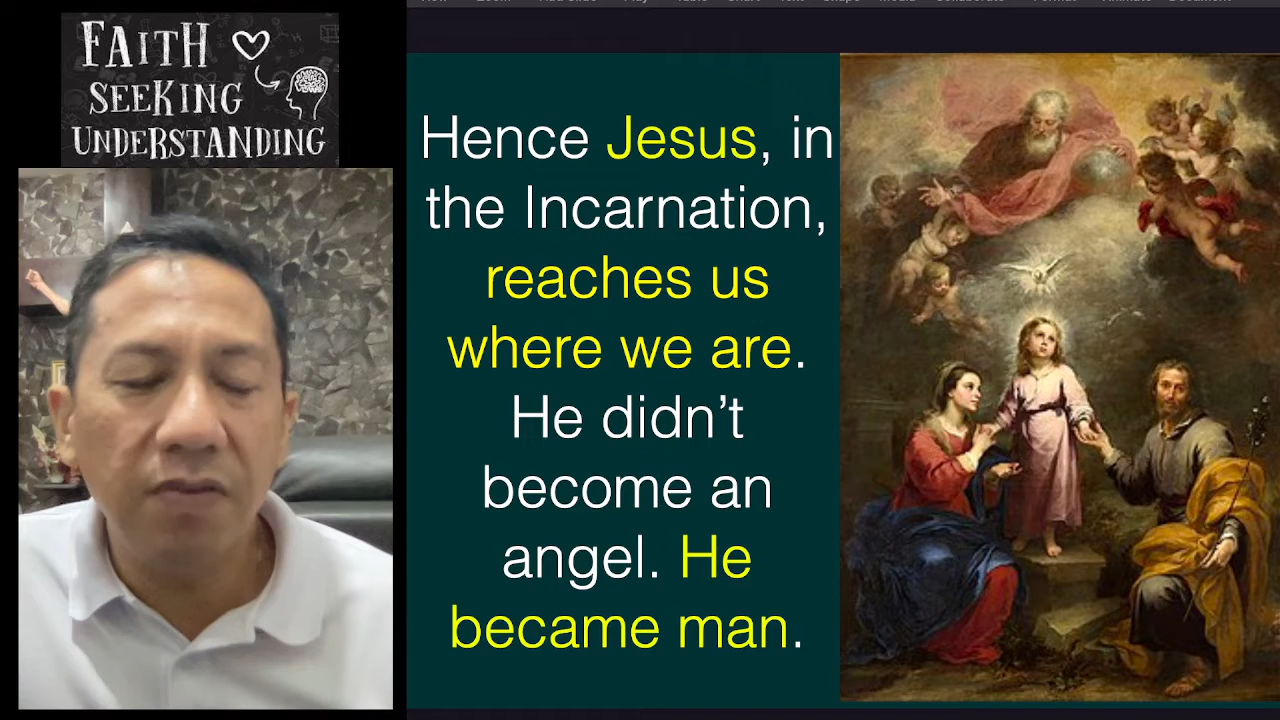 FAITH
SEEKING
UNDERSTANDING
Hence Jesus, in
the Incarnation,
reaches us
where we are.
He didn’t
become an
angel. He
became man.